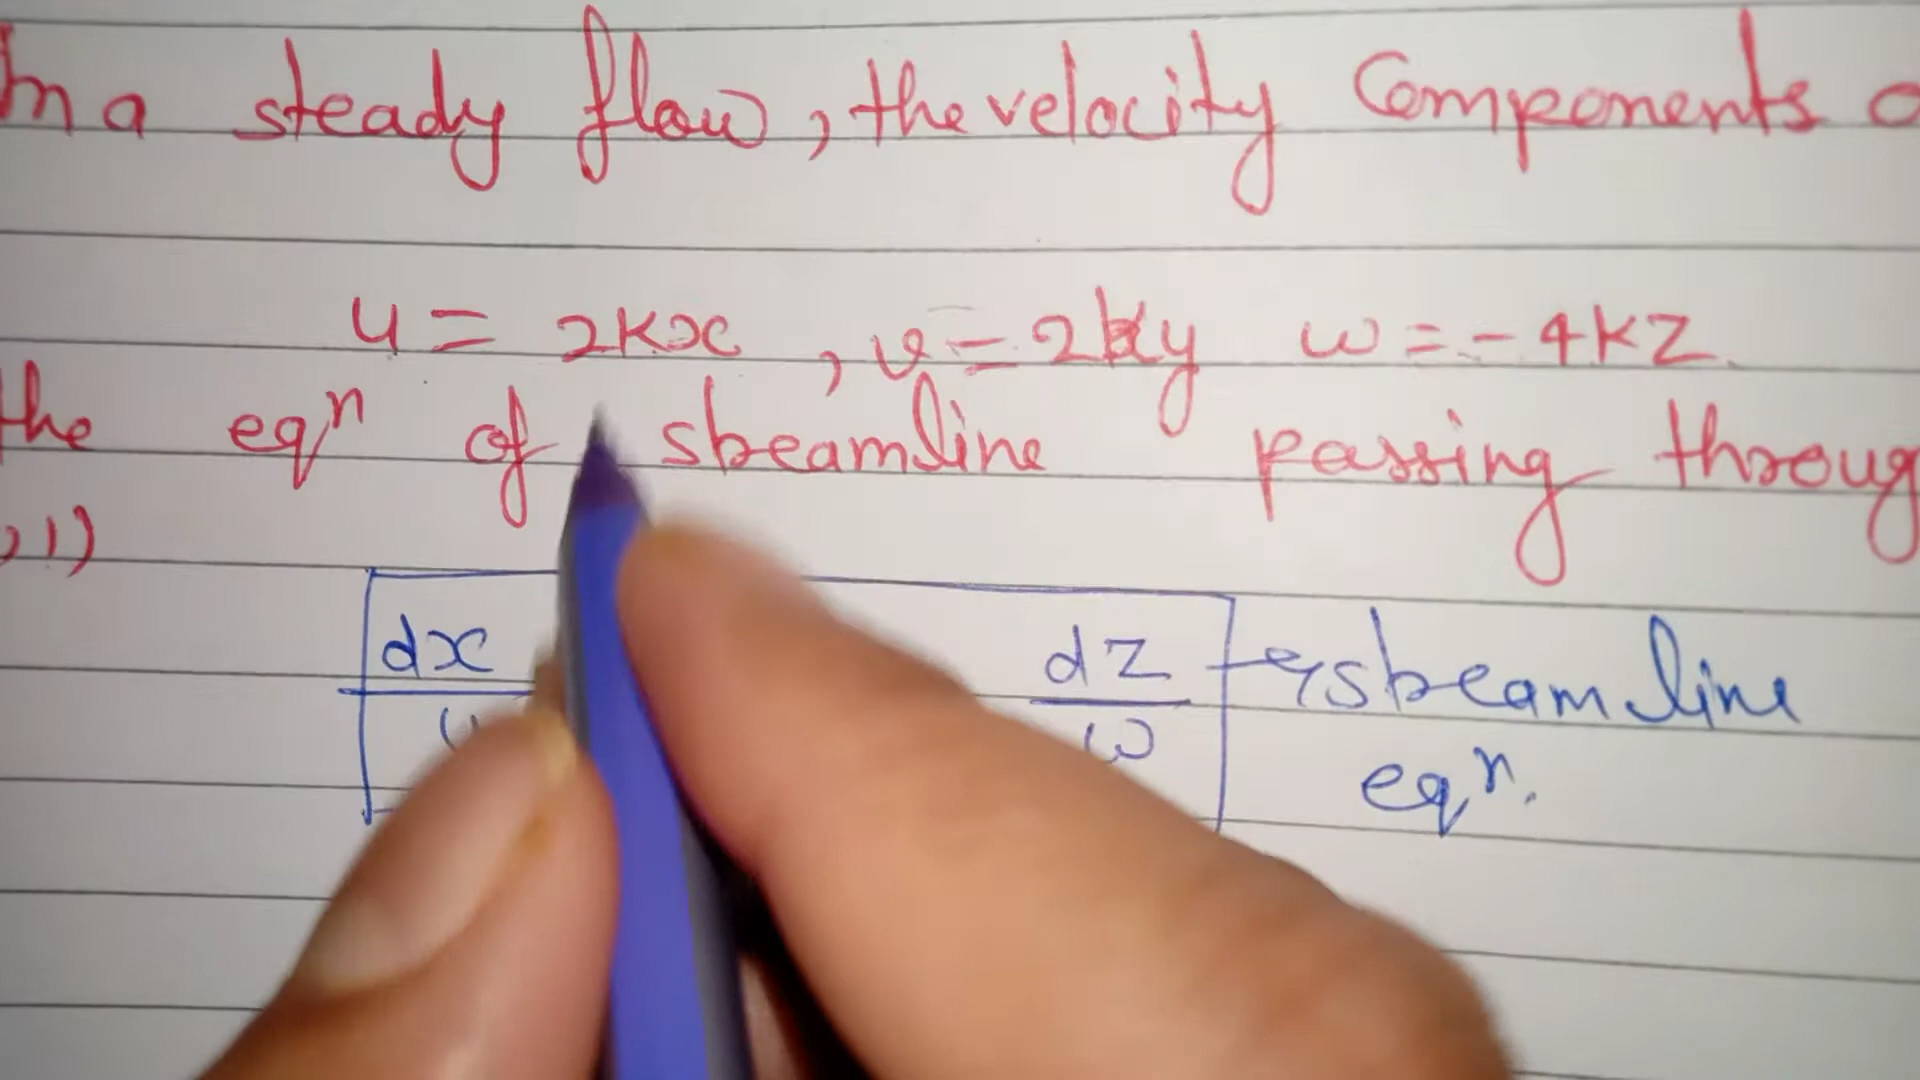 In a steady flow, the velocity Components o
u = 2kx , v = 2ky w = - 4kz
the eqⁿ of streamline passing throug
, 1)
dx dz → streamline
u w eqⁿ.